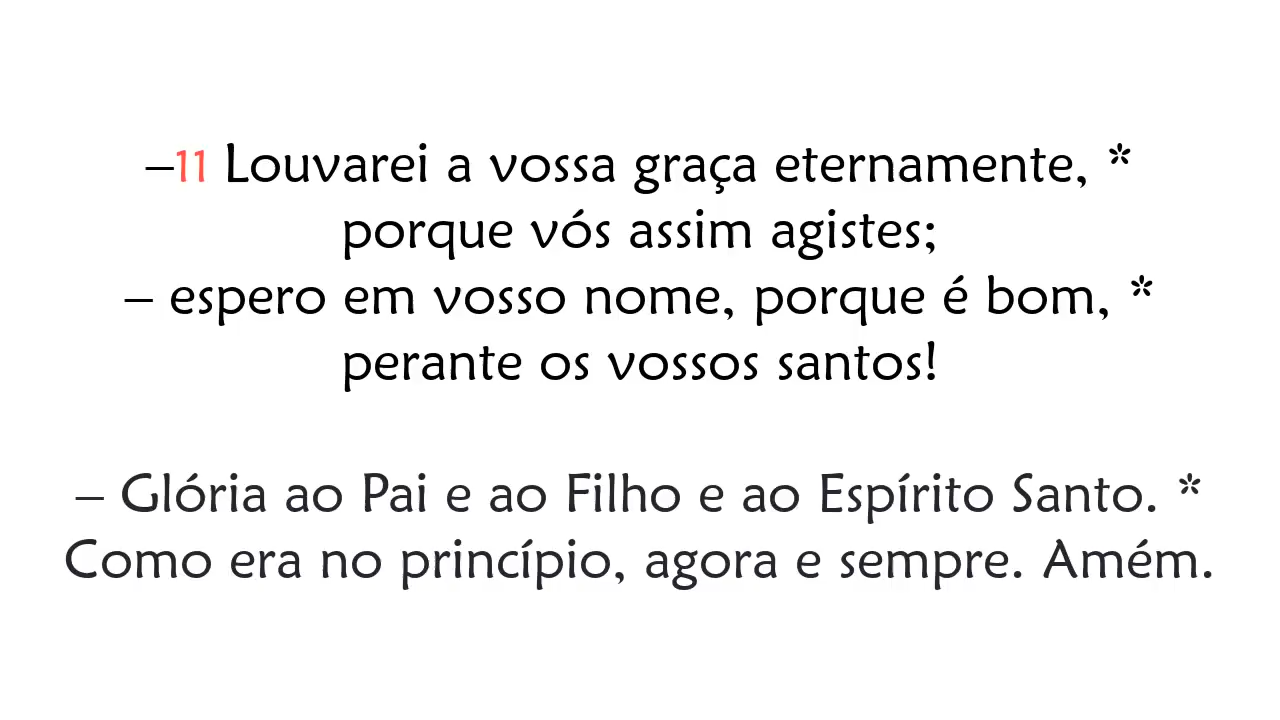 –11 Louvarei a vossa graça eternamente, *
porque vós assim agistes;
– espero em vosso nome, porque é bom, *
perante os vossos santos!
– Glória ao Pai e ao Filho e ao Espírito Santo. *
Como era no princípio, agora e sempre. Amém.